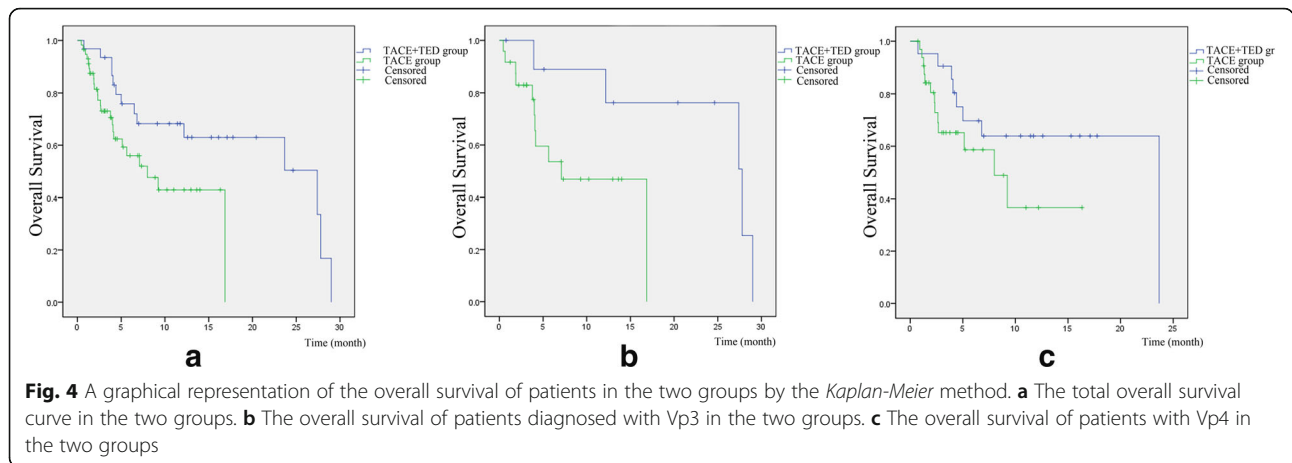 TACE+TED group
TACE group
Censored
Censored
Overall Survival
1.0
0.8
0.6
0.4
0.2
0.0
0 5 10 15 20 25 30
Time (month)
a
TACE+TED group
TACE group
Censored
Censored
Overall Survival
1.0
0.8
0.6
0.4
0.2
0.0
0 5 10 15 20 25 30
Time (month)
b
TACE+TED gr
TACE group
Censored
Censored
Overall Survival
1.0
0.8
0.6
0.4
0.2
0.0
0 5 10 15 20 25
Time (month)
c
Fig. 4 A graphical representation of the overall survival of patients in the two groups by the Kaplan-Meier method. a The total overall survival
curve in the two groups. b The overall survival of patients diagnosed with Vp3 in the two groups. c The overall survival of patients with Vp4 in
the two groups